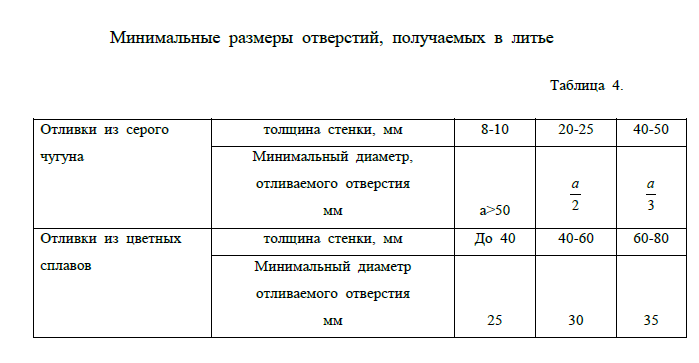 Минимальные размеры отверстий, получаемых в литье
Таблица 4.
Отливки из серого чугуна
толщина стенки, мм
8-10
20-25
40-50
Минимальный диаметр,
отливаемого отверстия
мм
a>50
a/2
a/3
Отливки из цветных сплавов
толщина стенки, мм
До 40
40-60
60-80
Минимальный диаметр
отливаемого отверстия
мм
25
30
35